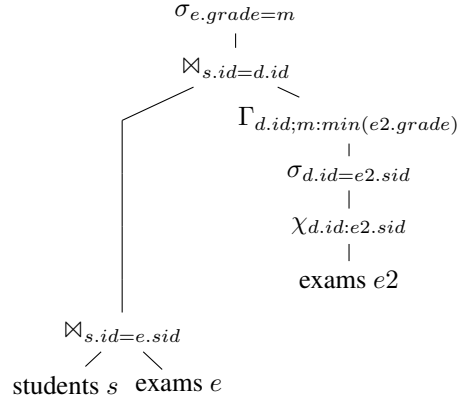 σ_{e.grade=m}
⋈_{s.id=d.id}
Γ_{d.id;m:min(e2.grade)}
σ_{d.id=e2.sid}
χ_{d.id:e2.sid}
exams e2
⋈_{s.id=e.sid}
students s exams e